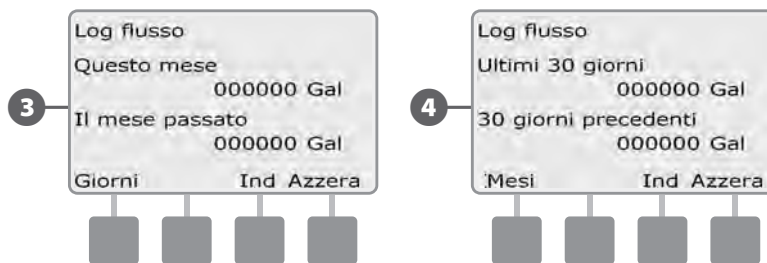 3
Log flusso
Questo mese
000000 Gal
Il mese passato
000000 Gal
Giorni Ind Azzera
4
Log flusso
Ultimi 30 giorni
000000 Gal
30 giorni precedenti
000000 Gal
Mesi Ind Azzera